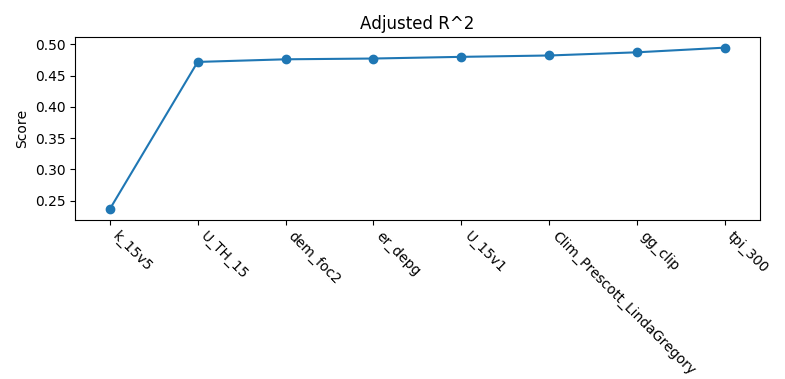 Adjusted R^2
Score
0.50
0.45
0.40
0.35
0.30
0.25
k_15v5
U_TH_15
dem_foc2
er_depg
U_15v1
Clim_Prescott_LindaGregory
gg_clip
tpi_300